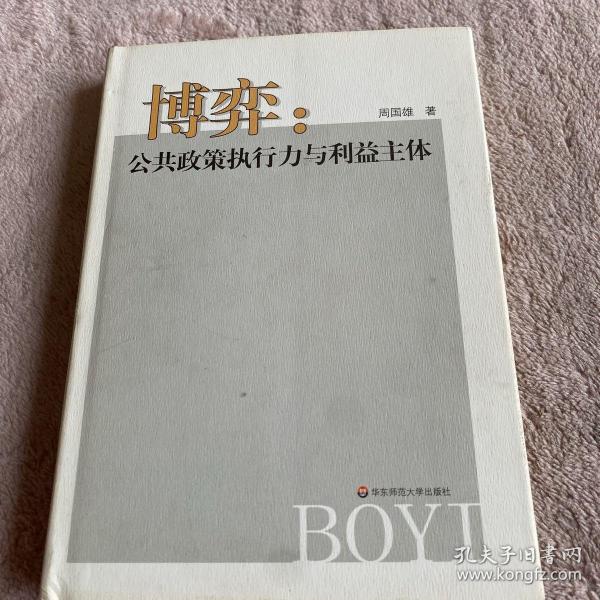 博弈：
周国雄 著
公共政策执行力与利益主体
华东师范大学出版社
BOYI
孔夫子旧书网
www.kongfz.com